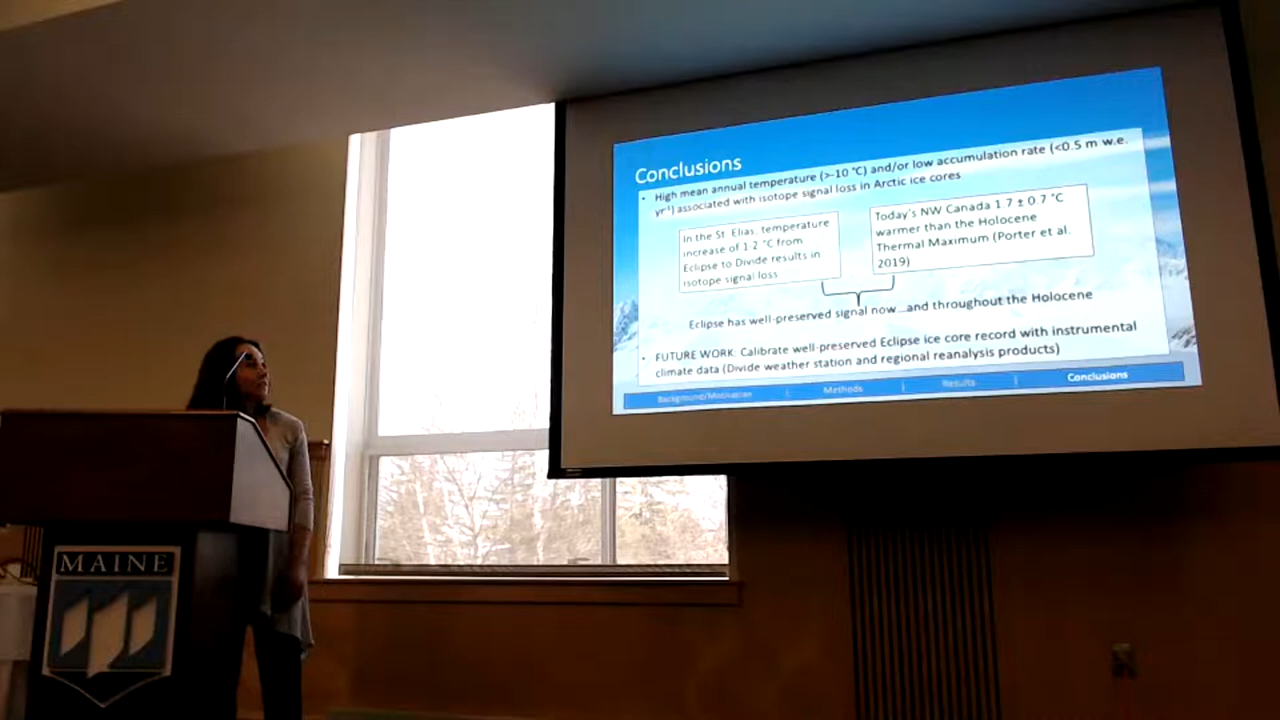 Conclusions
• High mean annual temperature (>-10 °C) and/or low accumulation rate (<0.5 m w.e.
yr⁻¹) associated with isotope signal loss in Arctic ice cores
In the St. Elias, temperature
increase of 1.2 °C from
Eclipse to Divide results in
isotope signal loss
Today's NW Canada 1.7 ± 0.7 °C
warmer than the Holocene
Thermal Maximum (Porter et al.
2019)
Eclipse has well-preserved signal now...and throughout the Holocene
• FUTURE WORK: Calibrate well-preserved Eclipse ice core record with instrumental
climate data (Divide weather station and regional reanalysis products)
Background/Motivation | Methods | Results | Conclusions
MAINE